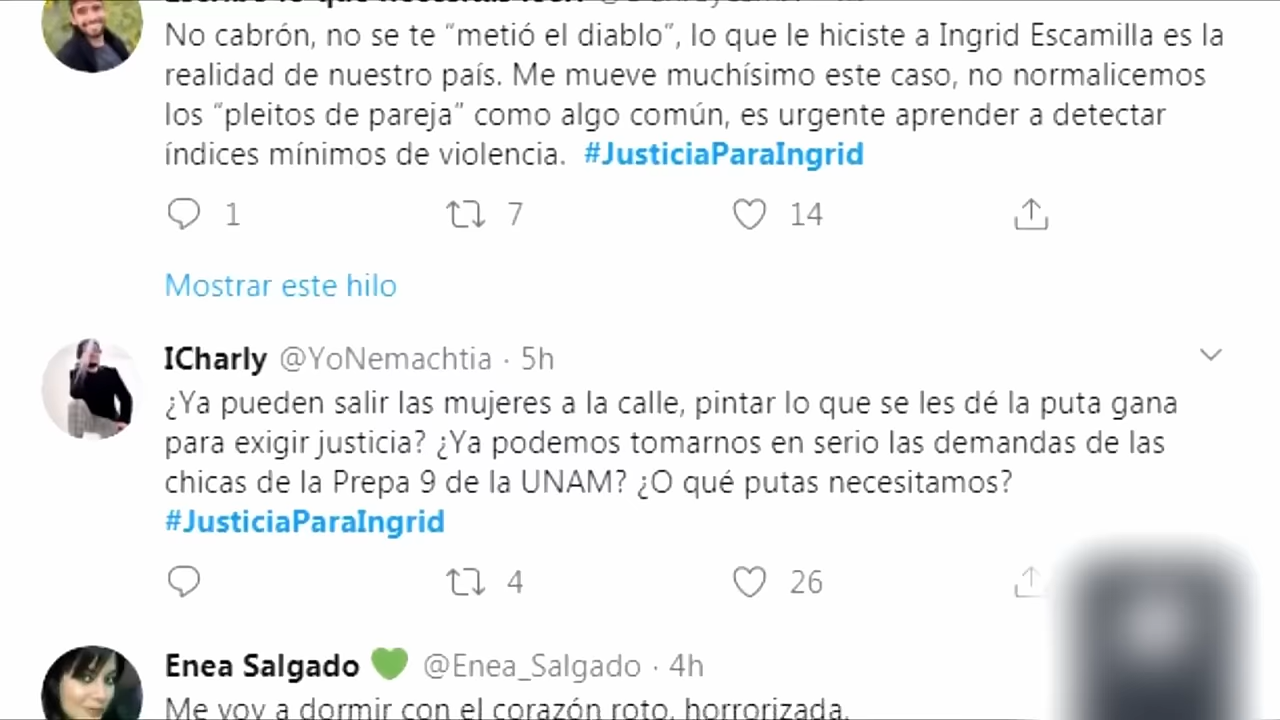 No cabrón, no se te “metió el diablo”, lo que le hiciste a Ingrid Escamilla es la
realidad de nuestro país. Me mueve muchísimo este caso, no normalicemos
los “pleitos de pareja” como algo común, es urgente aprender a detectar
índices mínimos de violencia. #JusticiaParaIngrid
1 7 14
Mostrar este hilo
ICharly @YoNemachtia · 5h
¿Ya pueden salir las mujeres a la calle, pintar lo que se les dé la puta gana
para exigir justicia? ¿Ya podemos tomarnos en serio las demandas de las
chicas de la Prepa 9 de la UNAM? ¿O qué putas necesitamos?
#JusticiaParaIngrid
4 26
Enea Salgado 💚 @Enea_Salgado · 4h
Me voy a dormir con el corazón roto, horrorizada.